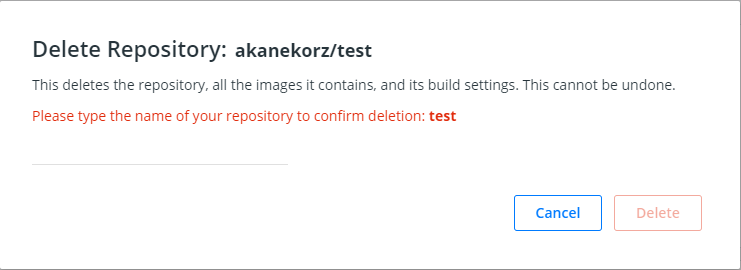 Delete Repository: akanekorz/test
This deletes the repository, all the images it contains, and its build settings. This cannot be undone.
Please type the name of your repository to confirm deletion: test
Cancel Delete